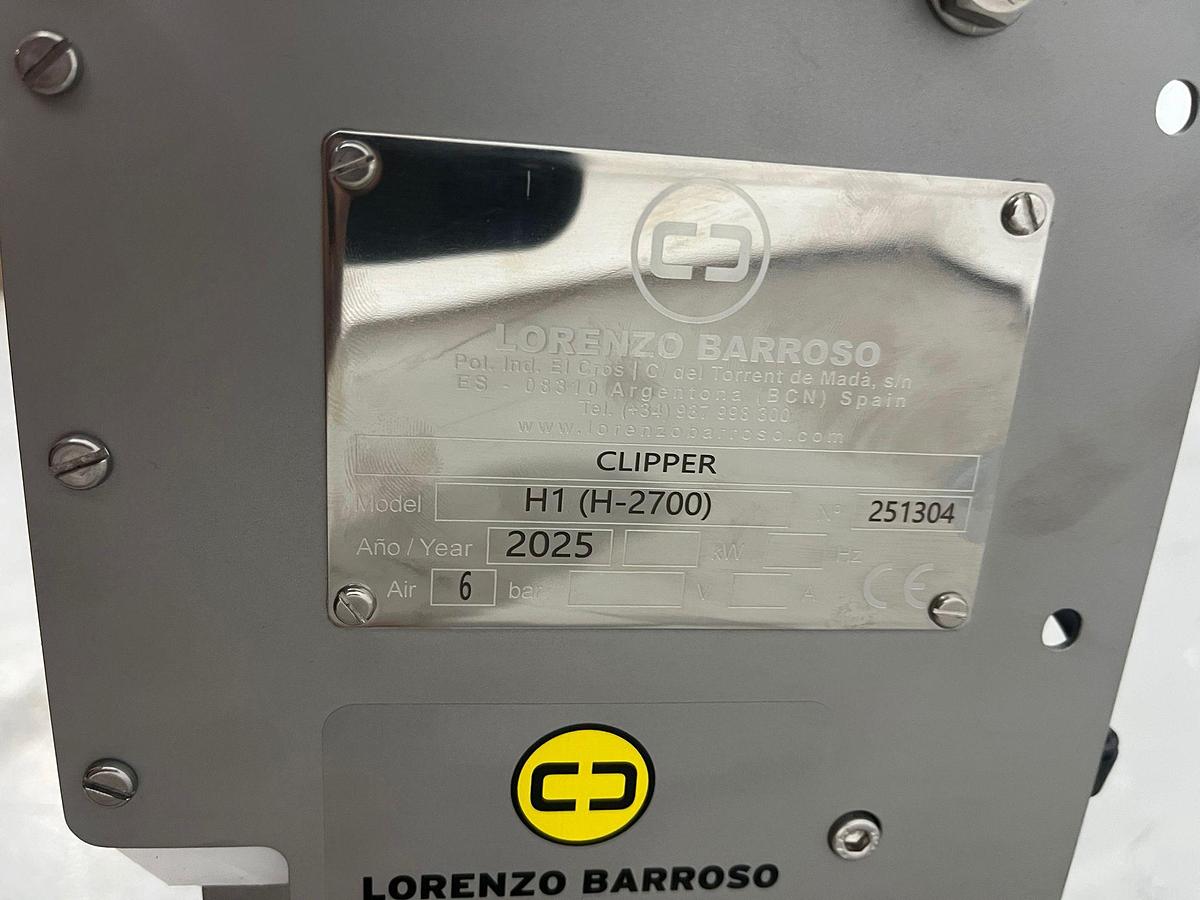 LORENZO BARROSO
Pol. Ind. El Cros | C/ del Torrent de Madà, s/n
ES - 08310 Argentona (BCN) Spain
Tel. (+34) 937 998 300
www.lorenzobarroso.com
CLIPPER
Model H1 (H-2700) Nº 251304
Año / Year 2025 kW Hz
Air 6 bar V A CE
LORENZO BARROSO